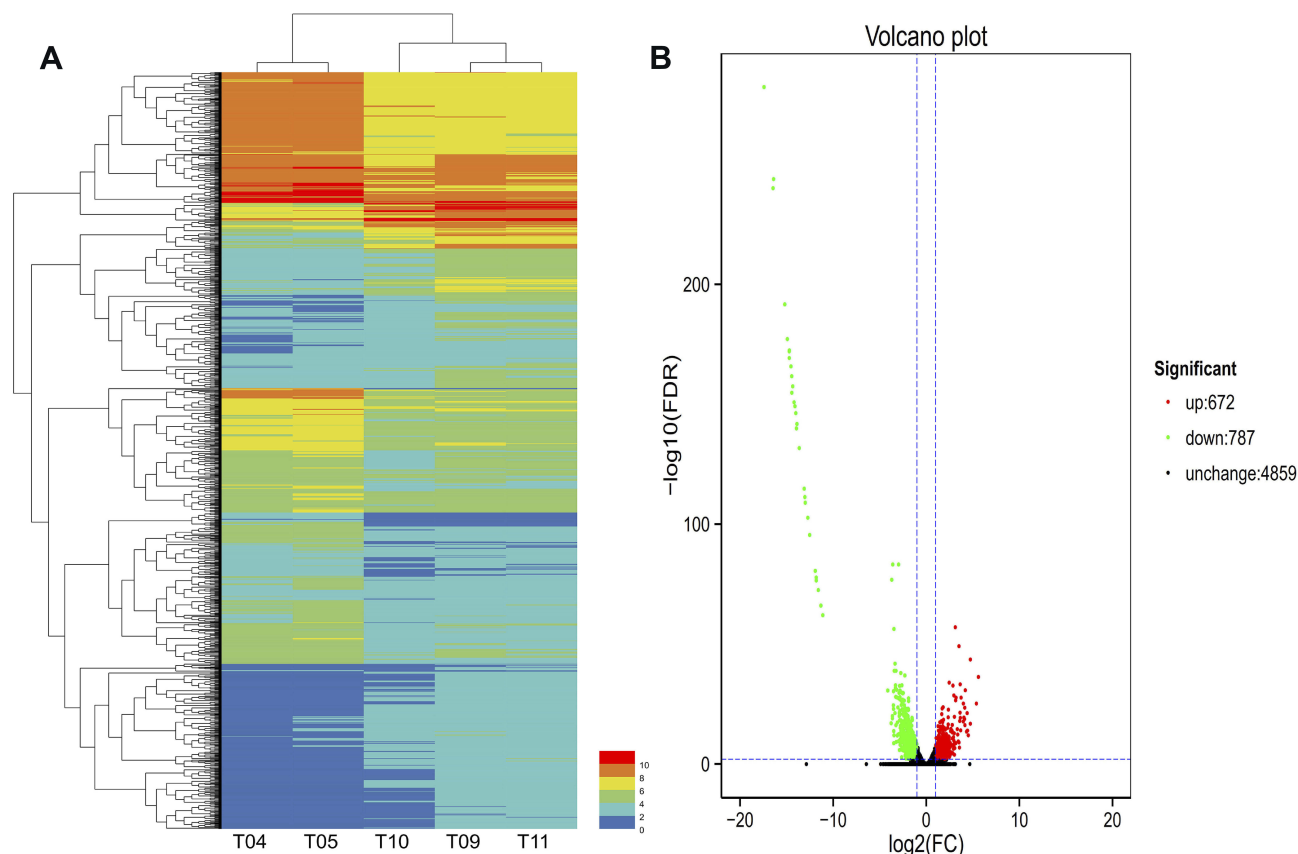 A
B
Volcano plot
10
8
6
4
2
0
T04
T05
T10
T09
T11
−log10(FDR)
200
100
0
−20
−10
0
10
20
log2(FC)
Significant
up:672
down:787
unchange:4859